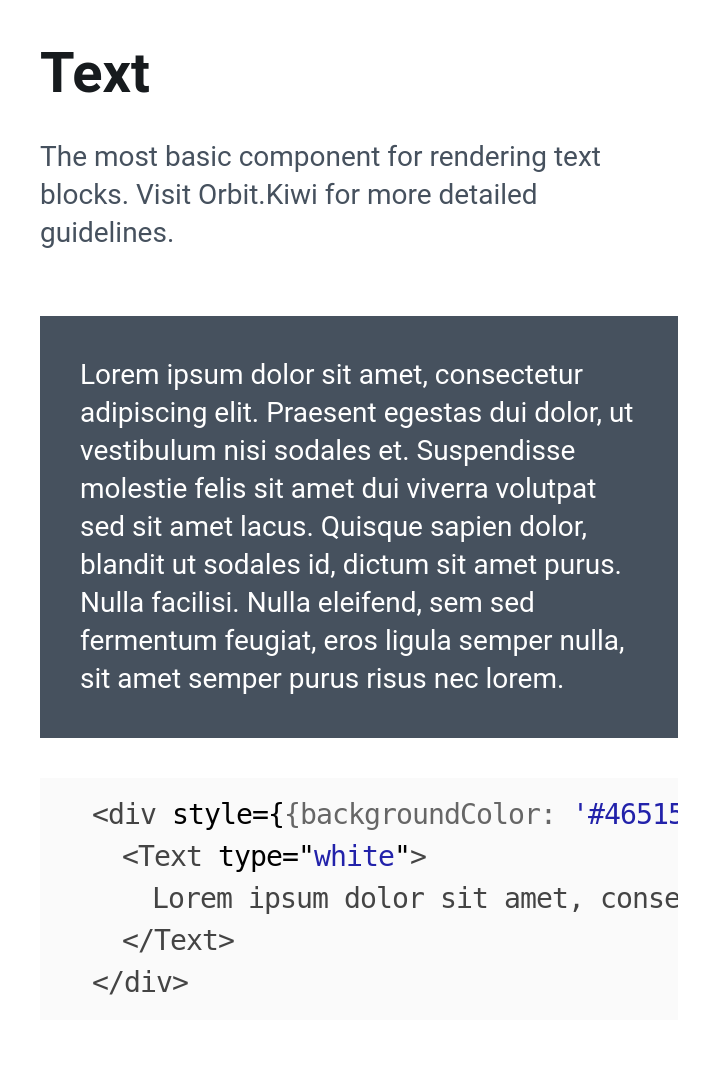 Text
The most basic component for rendering text
blocks. Visit Orbit.Kiwi for more detailed
guidelines.
Lorem ipsum dolor sit amet, consectetur
adipiscing elit. Praesent egestas dui dolor, ut
vestibulum nisi sodales et. Suspendisse
molestie felis sit amet dui viverra volutpat
sed sit amet lacus. Quisque sapien dolor,
blandit ut sodales id, dictum sit amet purus.
Nulla facilisi. Nulla eleifend, sem sed
fermentum feugiat, eros ligula semper nulla,
sit amet semper purus risus nec lorem.
<div style={{backgroundColor: '#46515
<Text type="white">
Lorem ipsum dolor sit amet, conse
</Text>
</div>